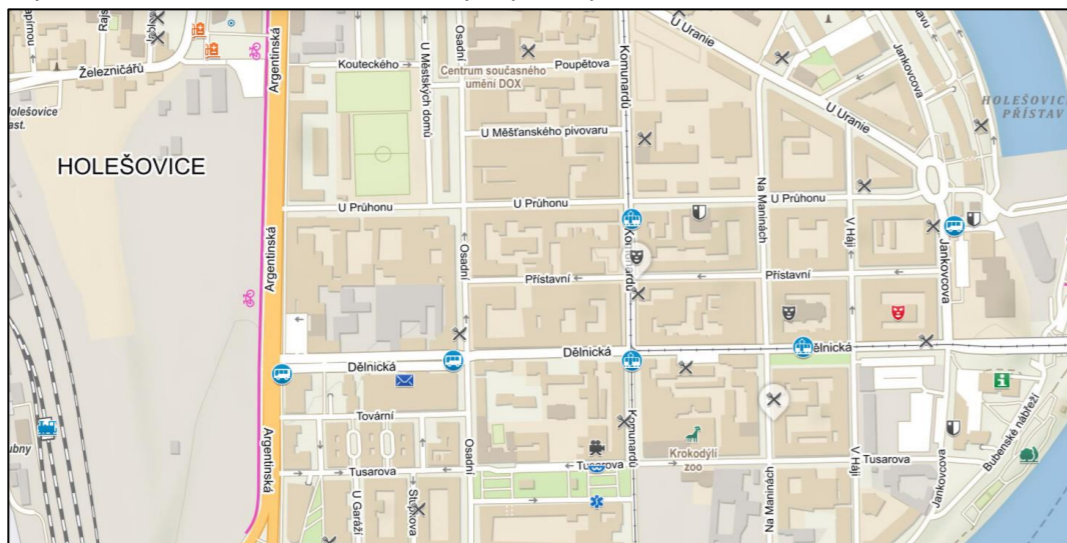 Železničářů
Argentinská
Osadní
U Městských domů
Kouteckého
Poupětova
Centrum současného
umění DOX
Komunardů
U Uranie
Jankovcova
HOLEŠOVICE
U Měšťanského pivovaru
U Uranie
Na Maninách
U Průhonu
U Průhonu
U Průhonu
V Háji
Argentinská
Osadní
Komunardů
Přístavní
Přístavní
Jankovcova
Dělnická
Dělnická
Dělnická
Tovární
Argentinská
Osadní
Komunardů
Krokodýlí
zoo
V Háji
Bubenské nábřeží
Tusarova
Tusarova
Tusarova
U Garáží
Na Maninách
Jankovcova
PŘÍSTAV